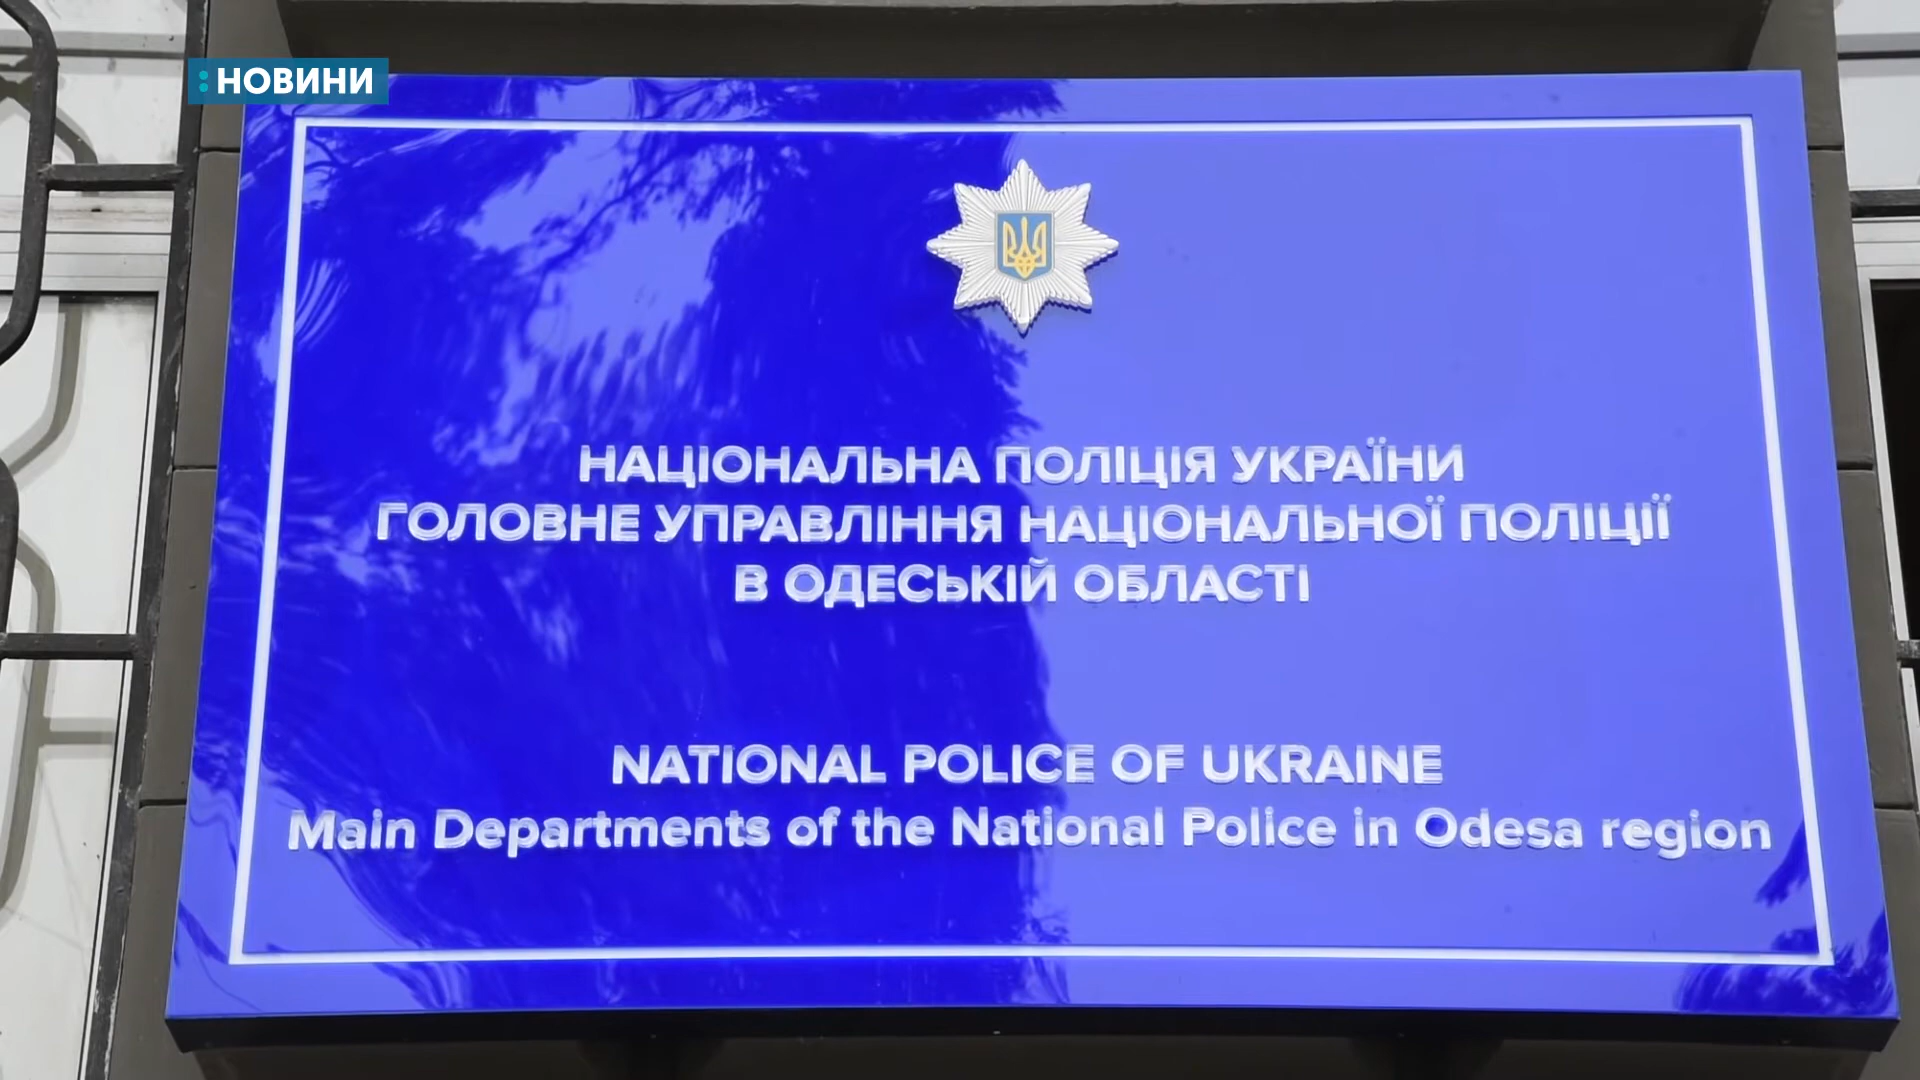 :НОВИНИ
НАЦІОНАЛЬНА ПОЛІЦІЯ УКРАЇНИ
ГОЛОВНЕ УПРАВЛІННЯ НАЦІОНАЛЬНОЇ ПОЛІЦІЇ
В ОДЕСЬКІЙ ОБЛАСТІ
NATIONAL POLICE OF UKRAINE
Main Departments of the National Police in Odesa region